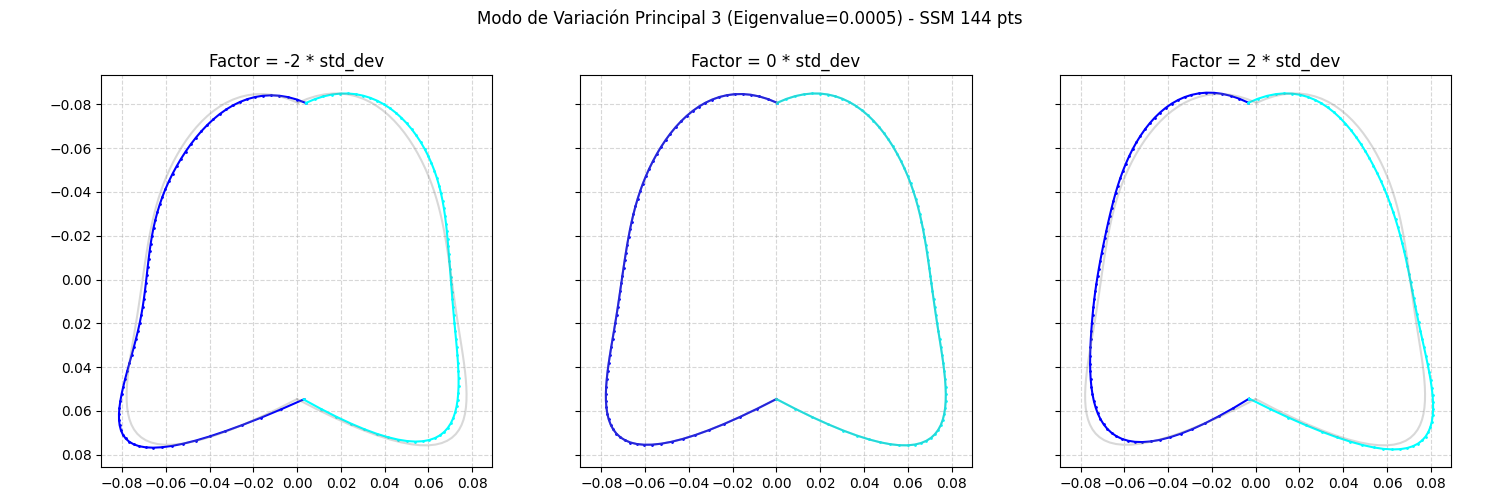 Modo de Variación Principal 3 (Eigenvalue=0.0005) - SSM 144 pts
Factor = -2 * std_dev
Factor = 0 * std_dev
Factor = 2 * std_dev
−0.08
−0.06
−0.04
−0.02
0.00
0.02
0.04
0.06
0.08
−0.08 −0.06 −0.04 −0.02 0.00 0.02 0.04 0.06 0.08
−0.08 −0.06 −0.04 −0.02 0.00 0.02 0.04 0.06 0.08
−0.08 −0.06 −0.04 −0.02 0.00 0.02 0.04 0.06 0.08